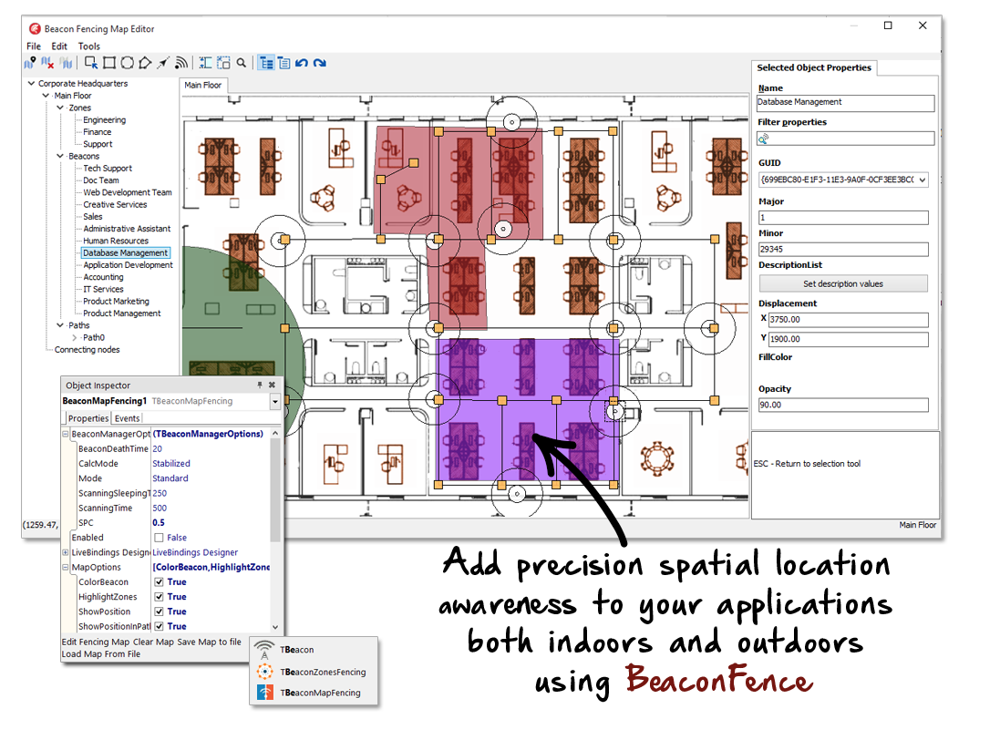 Beacon Fencing Map Editor
File Edit Tools
Corporate Headquarters
Main Floor
Zones
Engineering
Finance
Support
Beacons
Tech Support
Doc Team
Web Development Team
Creative Services
Sales
Administrative Assistant
Human Resources
Database Management
Application Development
Accounting
IT Services
Product Marketing
Product Management
Paths
Path0
Connecting nodes
(1259.47,
Main Floor
Selected Object Properties
Name
Database Management
Filter properties
GUID
{699EBC80-E1F3-11E3-9A0F-0CF3EE3BC(
Major
1
Minor
29345
DescriptionList
Set description values
Displacement
X 3750.00
Y 1900.00
FillColor
Opacity
90.00
ESC - Return to selection tool
Main Floor
Object Inspector
BeaconMapFencing1 TBeaconMapFencing
Properties Events
BeaconManagerOpt (TBeaconManagerOptions)
BeaconDeathTime 20
CalcMode Stabilized
Mode Standard
ScanningSleepingT 250
ScanningTime 500
SPC 0.5
Enabled False
LiveBindings Designer LiveBindings Designer
MapOptions [ColorBeacon,HighlightZone
ColorBeacon True
HighlightZones True
ShowPosition True
ShowPositionInPath True
Edit Fencing Map Clear Map Save Map to file
Load Map From File
TBeacon
TBeaconZonesFencing
TBeaconMapFencing
Add precision spatial location
awareness to your applications
both indoors and outdoors
using BeaconFence